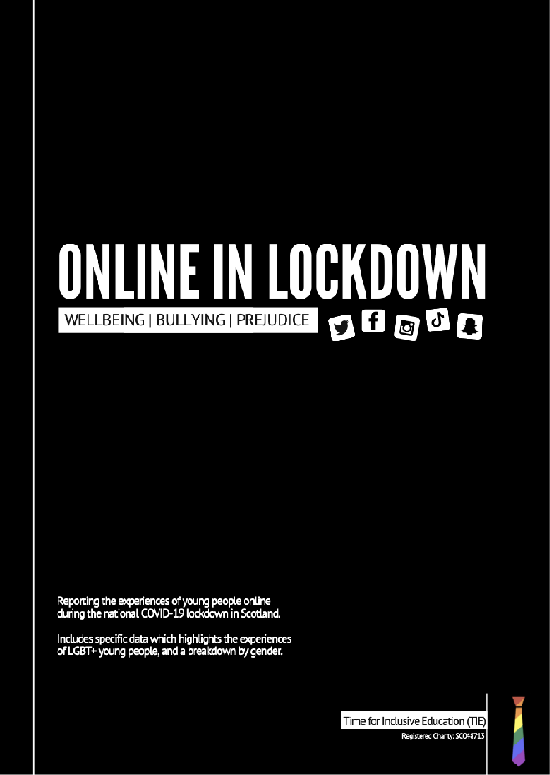 ONLINE IN LOCKDOWN
WELLBEING | BULLYING | PREJUDICE
Reporting the experiences of young people online
during the national COVID-19 lockdown in Scotland.
Includes specific data which highlights the experiences
of LGBT+ young people, and a breakdown by gender.
Time for Inclusive Education (TIE)
Registered Charity: